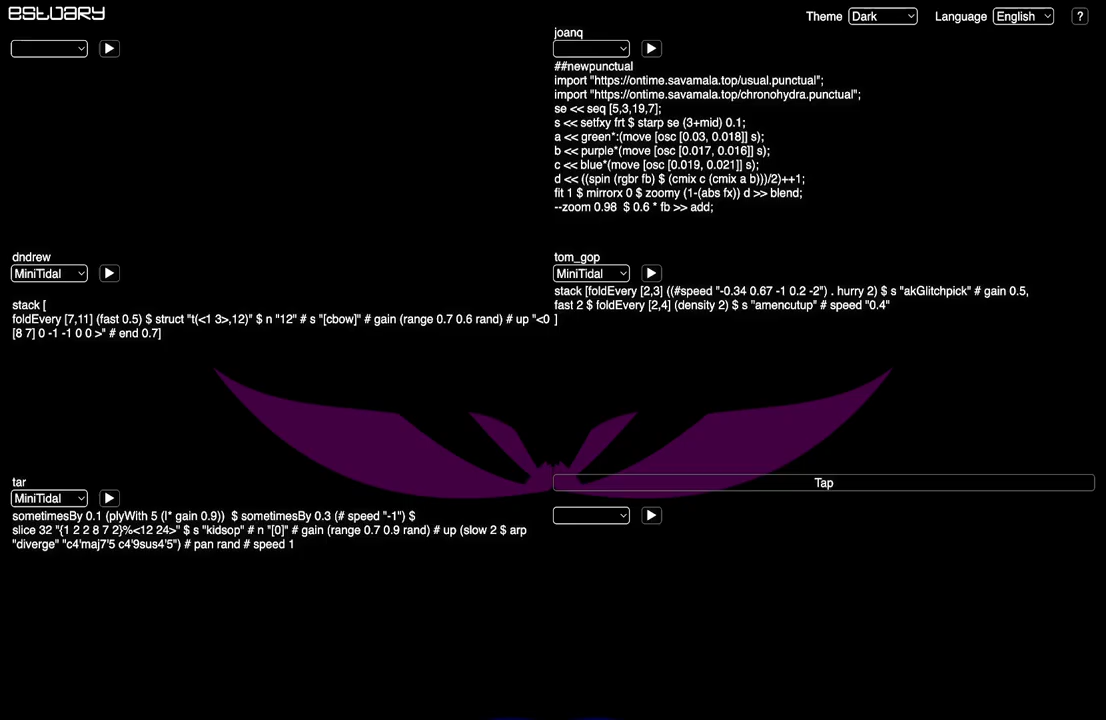 estuary
Theme Dark Language English ?
joanq
##newpunctual
import "https://ontime.savamala.top/usual.punctual";
import "https://ontime.savamala.top/chronohydra.punctual";
se << seq [5,3,19,7];
s << setfxy frt $ starp se (3+mid) 0.1;
a << green*:(move [osc [0.03, 0.018]] s);
b << purple*(move [osc [0.017, 0.016]] s);
c << blue*(move [osc [0.019, 0.021]] s);
d << ((spin (rgbr fb) $ (cmix c (cmix a b)))/2)++1;
fit 1 $ mirrorx 0 $ zoomy (1-(abs fx)) d >> blend;
--zoom 0.98  $ 0.6 * fb >> add;
dndrew
MiniTidal
stack [
foldEvery [7,11] (fast 0.5) $ struct "t(<1 3>,12)" $ n "12" # s "[cbow]" # gain (range 0.7 0.6 rand) # up "<0
[8 7] 0 -1 -1 0 0 >" # end 0.7]
tom_gop
MiniTidal
stack [foldEvery [2,3] ((#speed "-0.34 0.67 -1 0.2 -2") . hurry 2) $ s "akGlitchpick" # gain 0.5,
fast 2 $ foldEvery [2,4] (density 2) $ s "amencutup" # speed "0.4"
]
tar
MiniTidal
sometimesBy 0.1 (plyWith 5 (|* gain 0.9))  $ sometimesBy 0.3 (# speed "-1") $
slice 32 "{1 2 2 8 7 2}%<12 24>" $ s "kidsop" # n "[0]" # gain (range 0.7 0.9 rand) # up (slow 2 $ arp
"diverge" "c4'maj7'5 c4'9sus4'5") # pan rand # speed 1
Tap